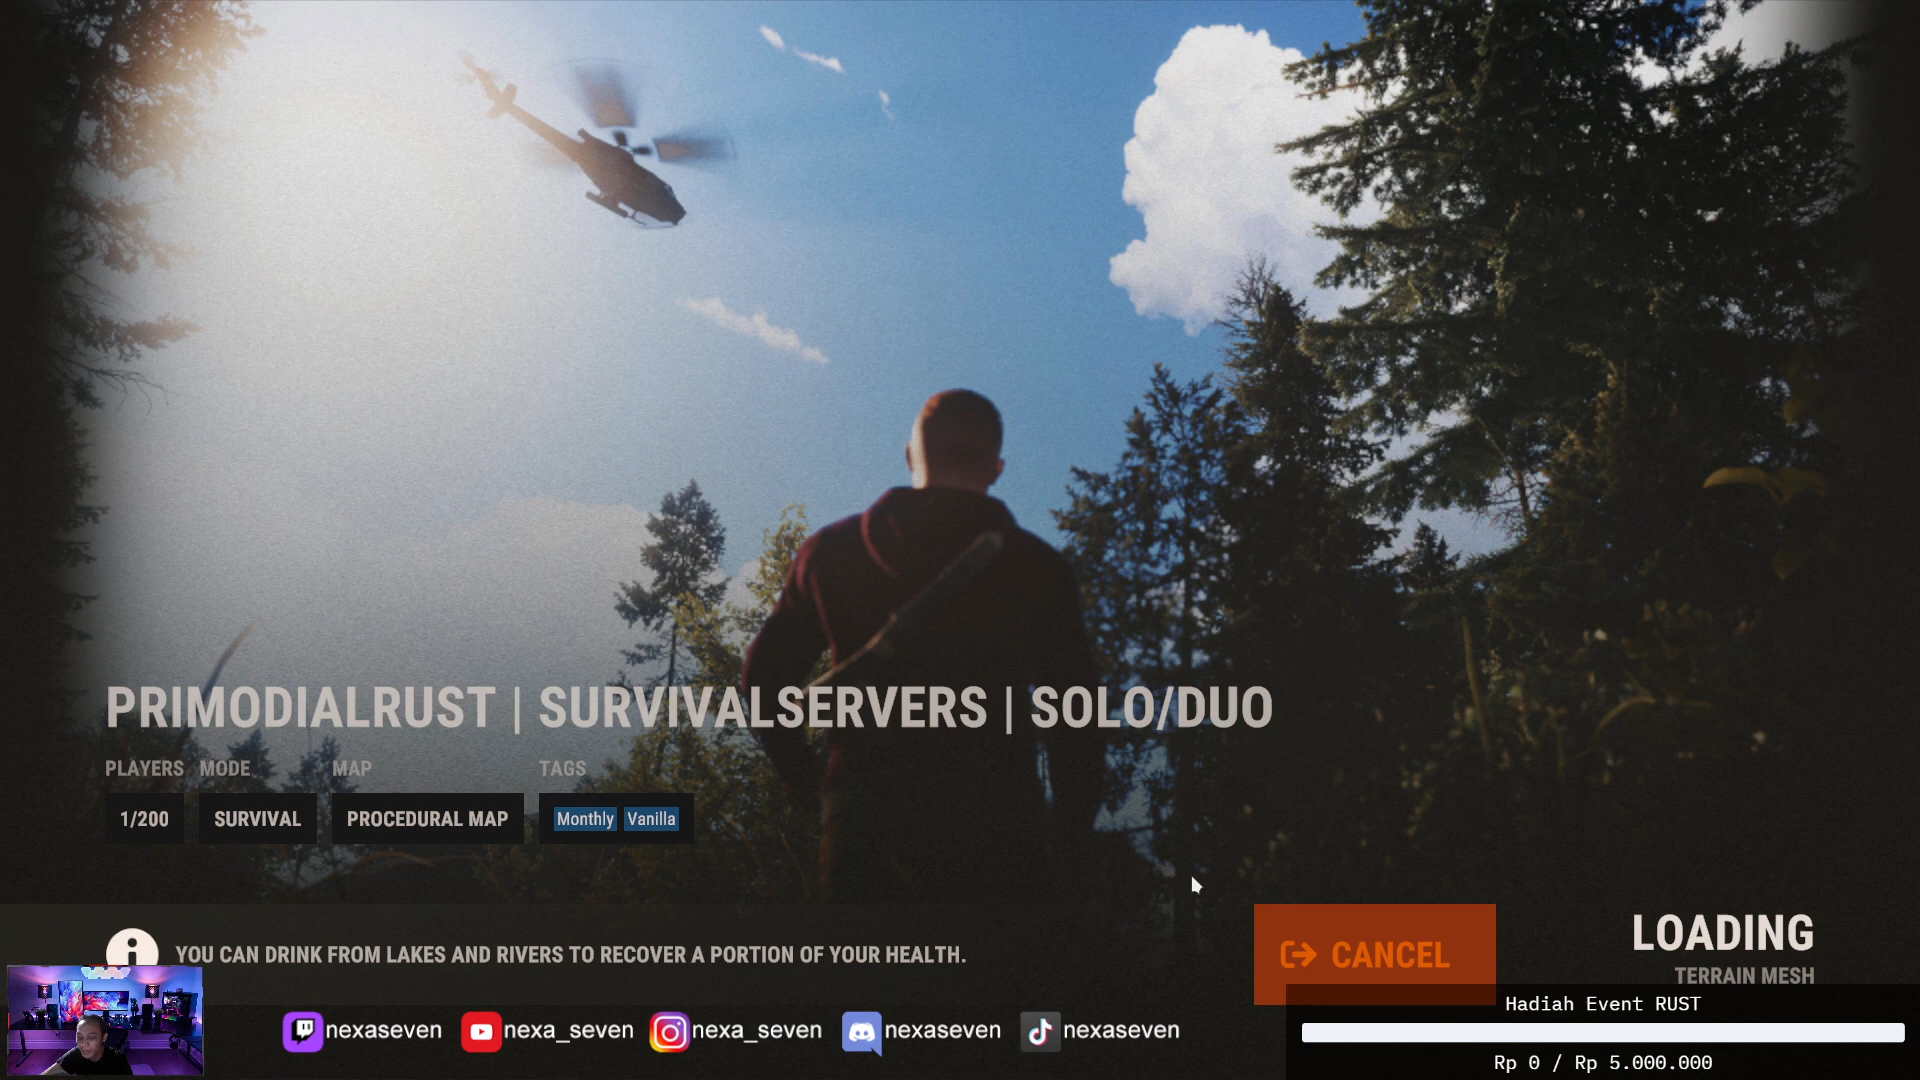 PRIMODIALRUST | SURVIVALSERVERS | SOLO/DUO
PLAYERS MODE MAP TAGS
1/200 SURVIVAL PROCEDURAL MAP Monthly Vanilla
YOU CAN DRINK FROM LAKES AND RIVERS TO RECOVER A PORTION OF YOUR HEALTH.
CANCEL
LOADING
TERRAIN MESH
nexaseven nexa_seven nexa_seven nexaseven nexaseven
Hadiah Event RUST
Rp 0 / Rp 5.000.000